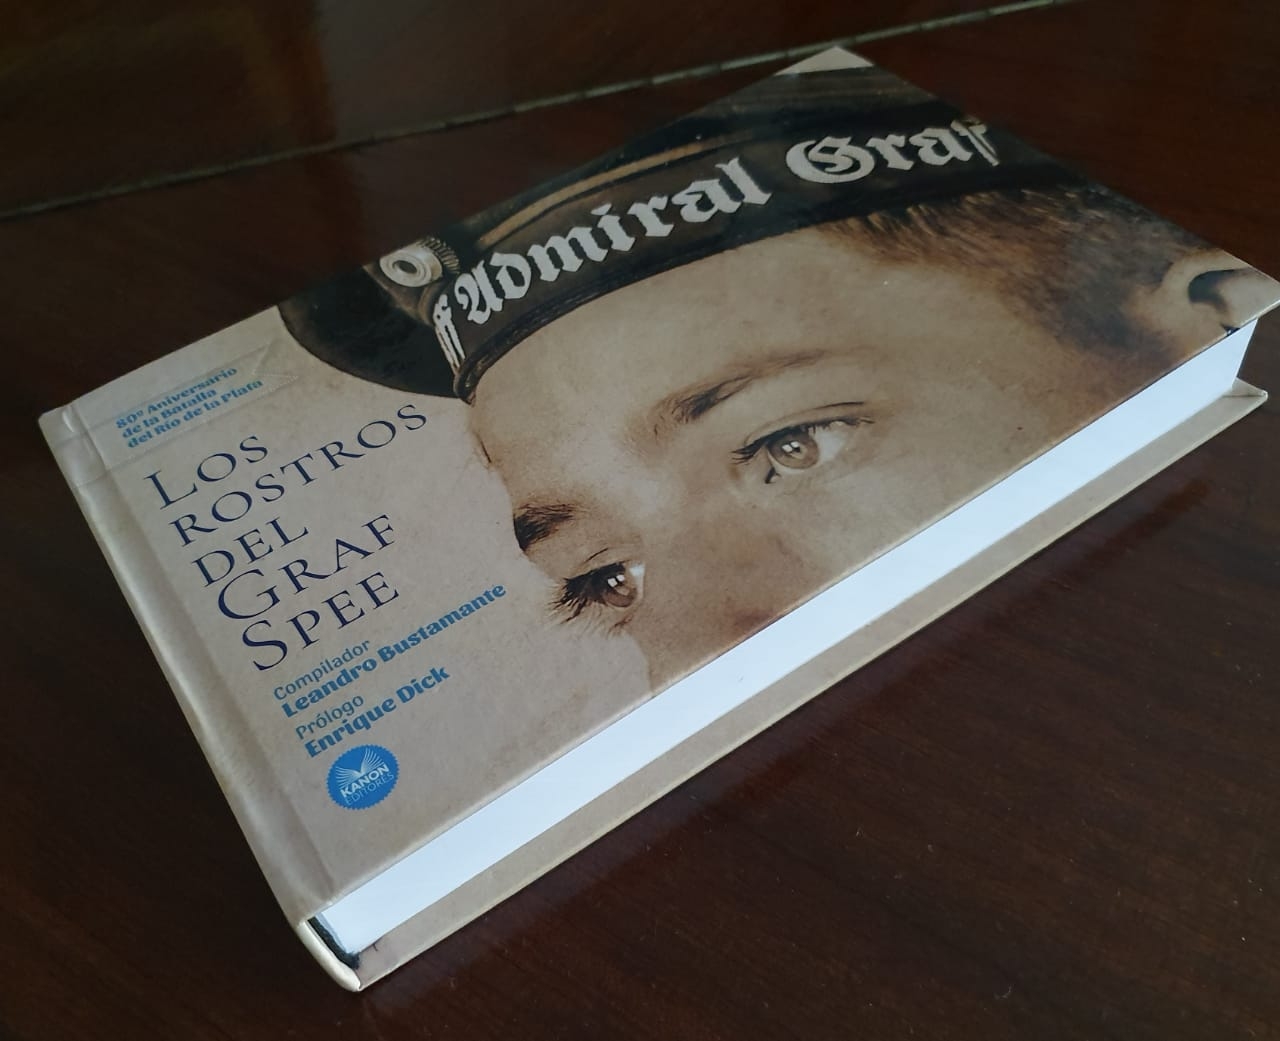 ff Admiral Graf
80º Aniversario
de la Batalla
del Río de la Plata
LOS
ROSTROS
DEL
GRAF
SPEE
Compilador
Leandro Bustamante
Prólogo
Enrique Dick
KANON
EDITORES